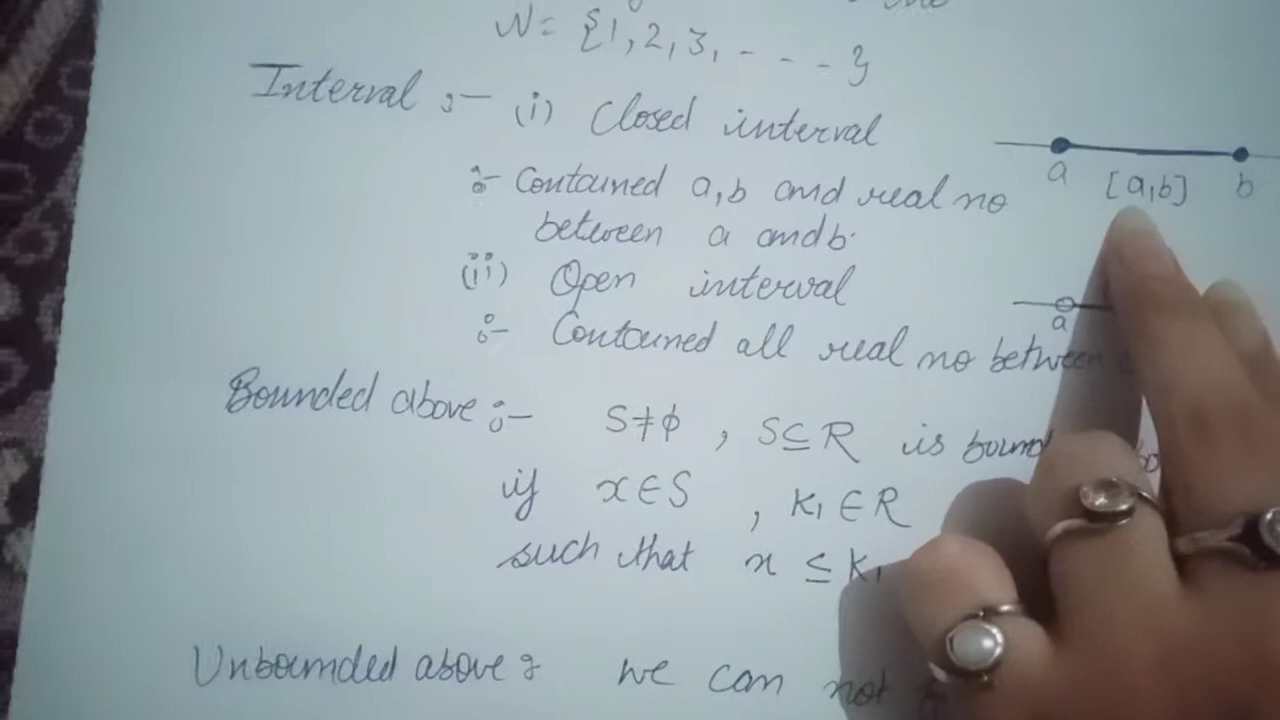 N = {1, 2, 3, - - - }
Interval :- (i) Closed interval
:- Contained a,b and real no
between a and b.
a [a,b] b
(ii) Open interval
a
:- Contained all real no between
Bounded above :- S≠ϕ , S⊆R is bound
if x∈S , K₁∈R
such that x ≤ K₁
Unbounded above : we can not